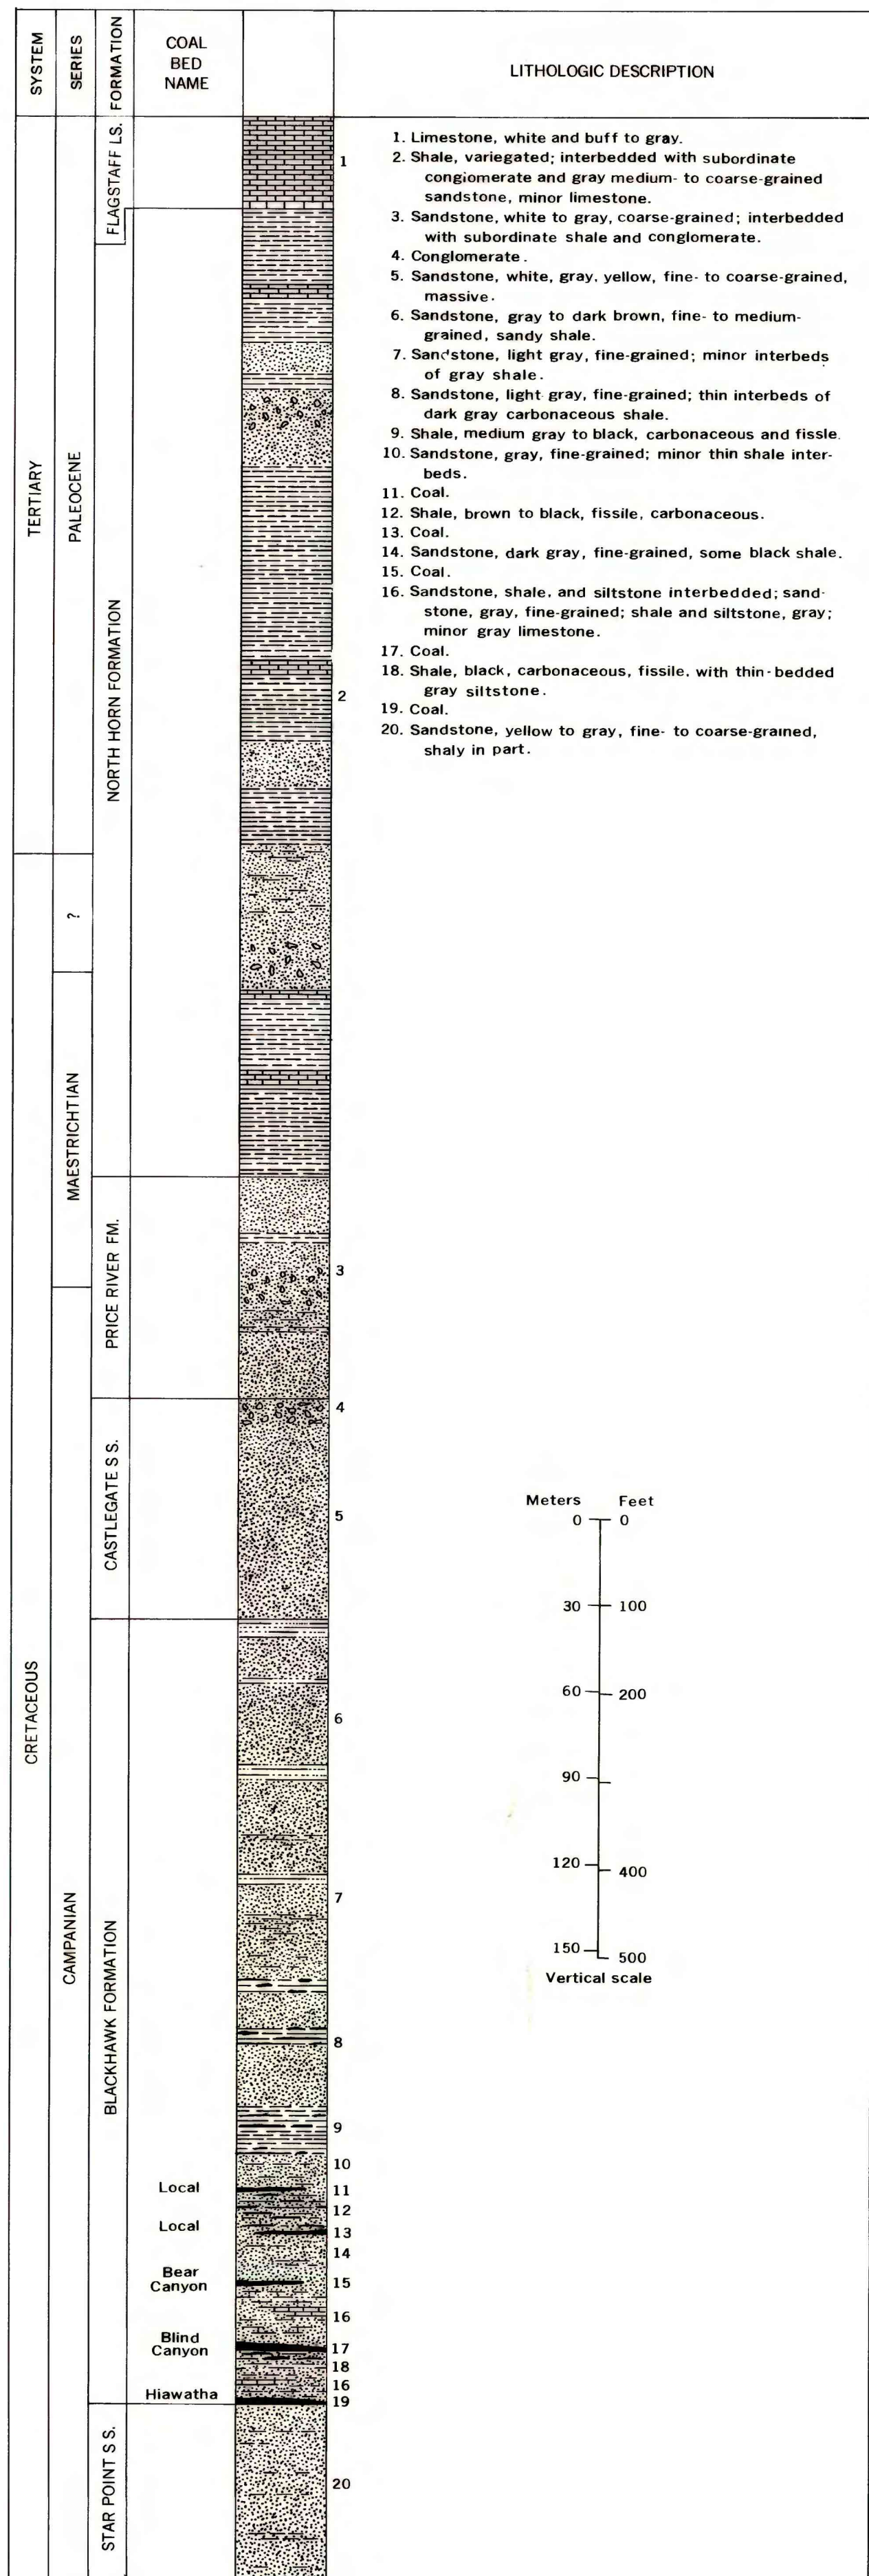 SYSTEM
SERIES
FORMATION
COAL
BED
NAME
LITHOLOGIC DESCRIPTION
FLAGSTAFF LS.
1
1. Limestone, white and buff to gray.
2. Shale, variegated; interbedded with subordinate
conglomerate and gray medium- to coarse-grained
sandstone, minor limestone.
3. Sandstone, white to gray, coarse-grained; interbedded
with subordinate shale and conglomerate.
4. Conglomerate.
5. Sandstone, white, gray, yellow, fine- to coarse-grained,
massive.
6. Sandstone, gray to dark brown, fine- to medium-
grained, sandy shale.
7. Sandstone, light gray, fine-grained; minor interbeds
of gray shale.
8. Sandstone, light gray, fine-grained; thin interbeds of
dark gray carbonaceous shale.
9. Shale, medium gray to black, carbonaceous and fissle.
10. Sandstone, gray, fine-grained; minor thin shale inter-
beds.
11. Coal.
12. Shale, brown to black, fissile, carbonaceous.
13. Coal.
14. Sandstone, dark gray, fine-grained, some black shale.
15. Coal.
16. Sandstone, shale, and siltstone interbedded; sand-
stone, gray, fine-grained; shale and siltstone, gray;
minor gray limestone.
17. Coal.
18. Shale, black, carbonaceous, fissile, with thin-bedded
gray siltstone.
19. Coal.
20. Sandstone, yellow to gray, fine- to coarse-grained,
shaly in part.
TERTIARY
PALEOCENE
NORTH HORN FORMATION
2
?
MAESTRICHTIAN
PRICE RIVER FM.
3
CASTLEGATE S S.
4
5
Meters Feet
0 0
30 100
60 200
90
120 400
150 500
Vertical scale
CRETACEOUS
CAMPANIAN
BLACKHAWK FORMATION
6
7
8
9
10
Local
11
12
Local
13
14
Bear
Canyon
15
16
Blind
Canyon
17
18
16
Hiawatha
19
STAR POINT S S.
20